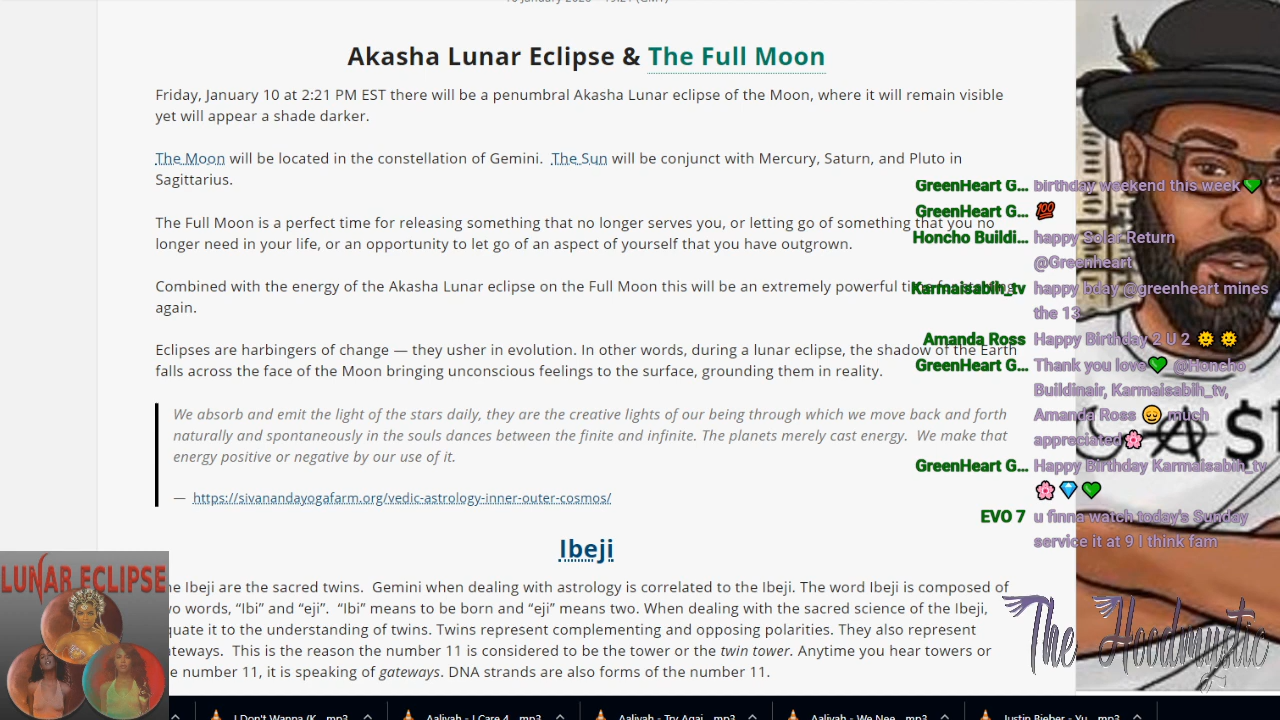 Akasha Lunar Eclipse & The Full Moon
Friday, January 10 at 2:21 PM EST there will be a penumbral Akasha Lunar eclipse of the Moon, where it will remain visible
yet will appear a shade darker.
The Moon will be located in the constellation of Gemini. The Sun will be conjunct with Mercury, Saturn, and Pluto in
Sagittarius.
The Full Moon is a perfect time for releasing something that no longer serves you, or letting go of something that you no
longer need in your life, or an opportunity to let go of an aspect of yourself that you have outgrown.
Combined with the energy of the Akasha Lunar eclipse on the Full Moon this will be an extremely powerful
again.
Eclipses are harbingers of change — they usher in evolution. In other words, during a lunar eclipse, the shadow of the Earth
falls across the face of the Moon bringing unconscious feelings to the surface, grounding them in reality.
We absorb and emit the light of the stars daily, they are the creative lights of our being through which we move back and forth
naturally and spontaneously in the souls dances between the finite and infinite. The planets merely cast energy. We make that
energy positive or negative by our use of it.
— https://sivanandayogafarm.org/vedic-astrology-inner-outer-cosmos/
Ibeji
he Ibeji are the sacred twins. Gemini when dealing with astrology is correlated to the Ibeji. The word Ibeji is composed of
wo words, “Ibi” and “eji”. “Ibi” means to be born and “eji” means two. When dealing with the sacred science of the Ibeji,
quate it to the understanding of twins. Twins represent complementing and opposing polarities. They also represent
ateways. This is the reason the number 11 is considered to be the tower or the twin tower. Anytime you hear towers or
e number 11, it is speaking of gateways. DNA strands are also forms of the number 11.
GreenHeart G... birthday weekend this week💚
GreenHeart G... 💯
Honcho Buildi... happy Solar Return
@Greenheart
Karmaisabih_tv happy bday @greenheart mines
the 13
Amanda Ross Happy Birthday 2 U 2 🌞 🌞
GreenHeart G... Thank you love💚 @Honcho
Buildinair, Karmaisabih_tv,
Amanda Ross 😌 much
appreciated🌸
GreenHeart G... Happy Birthday Karmaisabih_tv
🌸💎💚
EVO 7 u finna watch today's Sunday
service it at 9 I think fam
LUNAR ECLIPSE
The Hoodmystic
I Don't Wanna (K....mp3
Aaliyah - I Care 4....mp3
Aaliyah - Try Agai....mp3
Aaliyah - We Nee....mp3
Justin Bieber - Yu....mp3